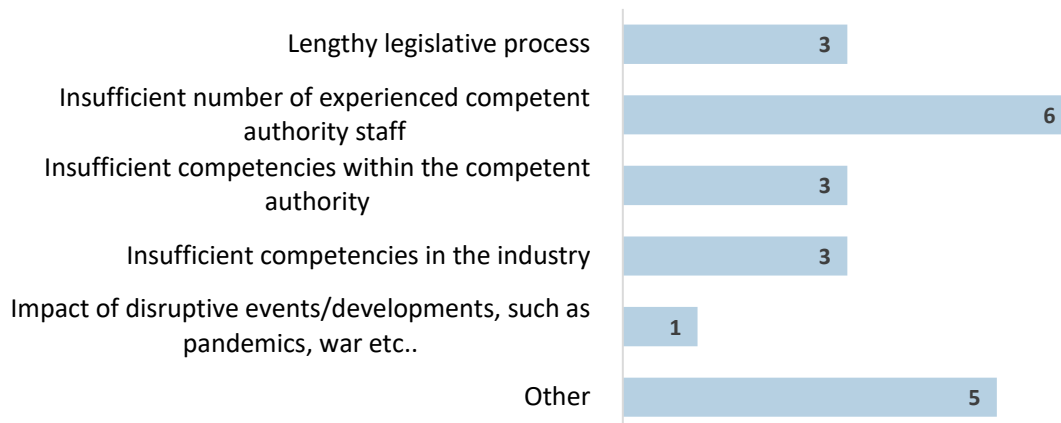 Lengthy legislative process
3
Insufficient number of experienced competent
authority staff
6
Insufficient competencies within the competent
authority
3
Insufficient competencies in the industry
3
Impact of disruptive events/developments, such as
pandemics, war etc..
1
Other
5